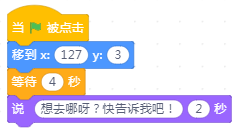 当 被点击
移到 x: 127 y: 3
等待 4 秒
说 想去哪呀？快告诉我吧！ 2 秒